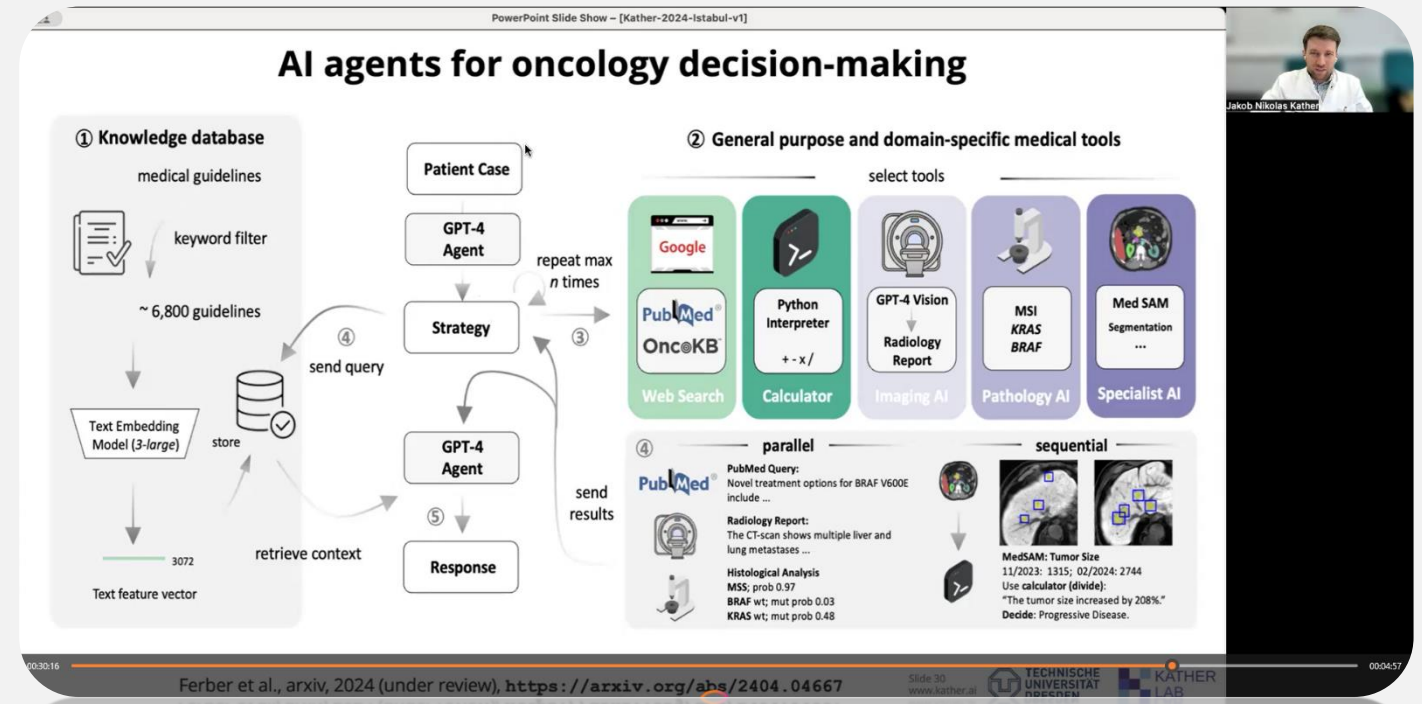 PowerPoint Slide Show – [Kather-2024-Istabul-v1]
AI agents for oncology decision-making
① Knowledge database
medical guidelines
keyword filter
~ 6,800 guidelines
Text Embedding
Model (3-large)
store
3072
Text feature vector
Patient Case
GPT-4
Agent
repeat max
n times
Strategy
③
④
send query
GPT-4
Agent
⑤
send
results
retrieve context
Response
② General purpose and domain-specific medical tools
select tools
Google
PubMed
OncoKB
Web Search
Python
Interpreter
+ - x /
Calculator
GPT-4 Vision
Radiology
Report
Imaging AI
MSI
KRAS
BRAF
Pathology AI
Med SAM
Segmentation
...
Specialist AI
④
parallel
PubMed
PubMed Query:
Novel treatment options for BRAF V600E
include ...
Radiology Report:
The CT-scan shows multiple liver and
lung metastases ...
Histological Analysis
MSS; prob 0.97
BRAF wt; mut prob 0.03
KRAS wt; mut prob 0.48
sequential
MedSAM: Tumor Size
11/2023: 1315; 02/2024: 2744
Use calculator (divide):
“The tumor size increased by 208%.”
Decide: Progressive Disease.
Jakob Nikolas Kather
00:30:16
00:04:57
Ferber et al., arxiv, 2024 (under review), https://arxiv.org/abs/2404.04667
Slide 30
www.kather.ai
TECHNISCHE
UNIVERSITÄT
DRESDEN
KATHER
LAB